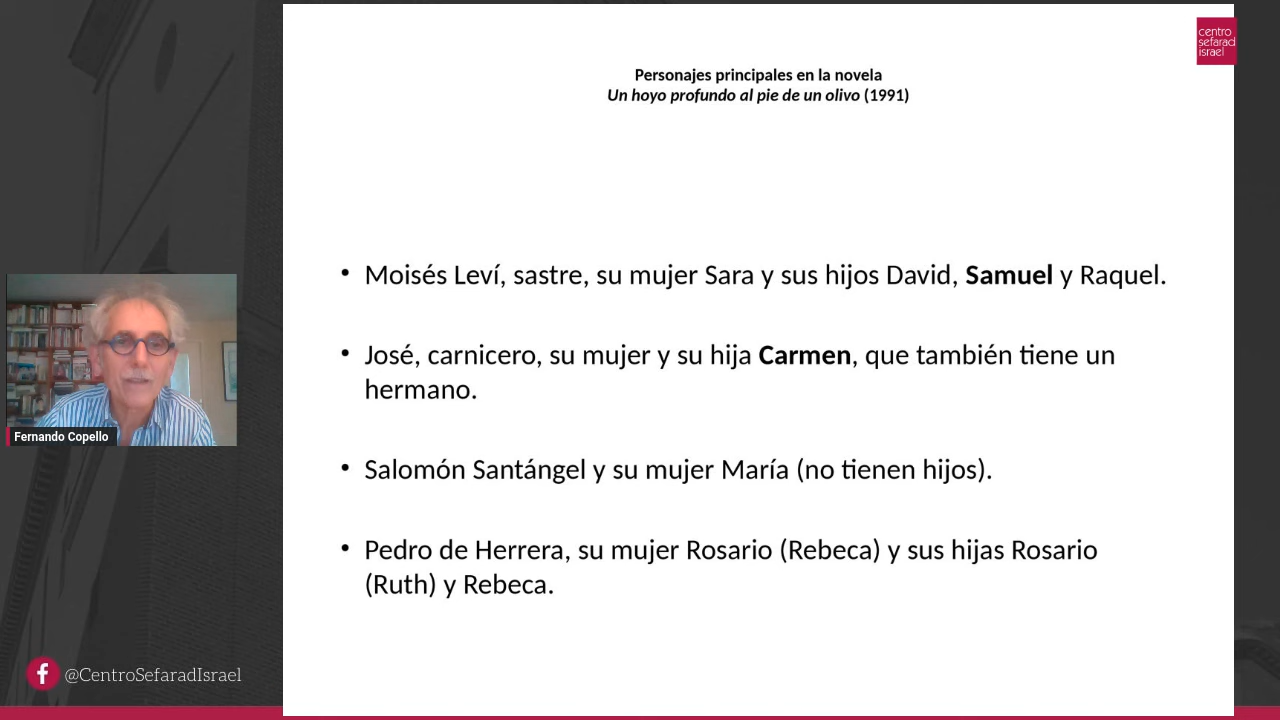 centro
sefarad
israel
Personajes principales en la novela
Un hoyo profundo al pie de un olivo (1991)
• Moisés Leví, sastre, su mujer Sara y sus hijos David, Samuel y Raquel.
• José, carnicero, su mujer y su hija Carmen, que también tiene un
hermano.
• Salomón Santángel y su mujer María (no tienen hijos).
• Pedro de Herrera, su mujer Rosario (Rebeca) y sus hijas Rosario
(Ruth) y Rebeca.
Fernando Copello
f @CentroSefaradIsrael